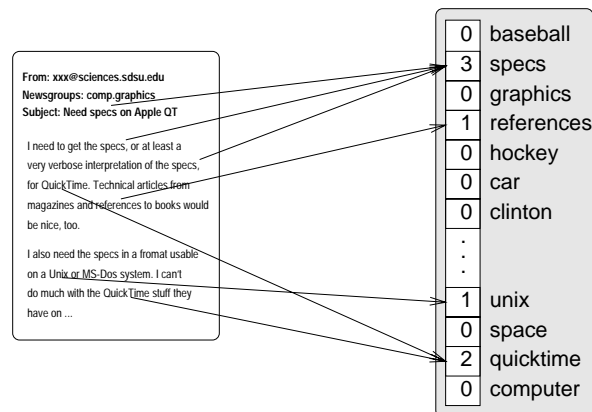 From: xxx@sciences.sdsu.edu
Newsgroups: comp.graphics
Subject: Need specs on Apple QT
I need to get the specs, or at least a
very verbose interpretation of the specs,
for QuickTime. Technical articles from
magazines and references to books would
be nice, too.
I also need the specs in a fromat usable
on a Unix or MS-Dos system. I can't
do much with the QuickTime stuff they
have on ...
0 baseball
3 specs
0 graphics
1 references
0 hockey
0 car
0 clinton
.
.
.
1 unix
0 space
2 quicktime
0 computer